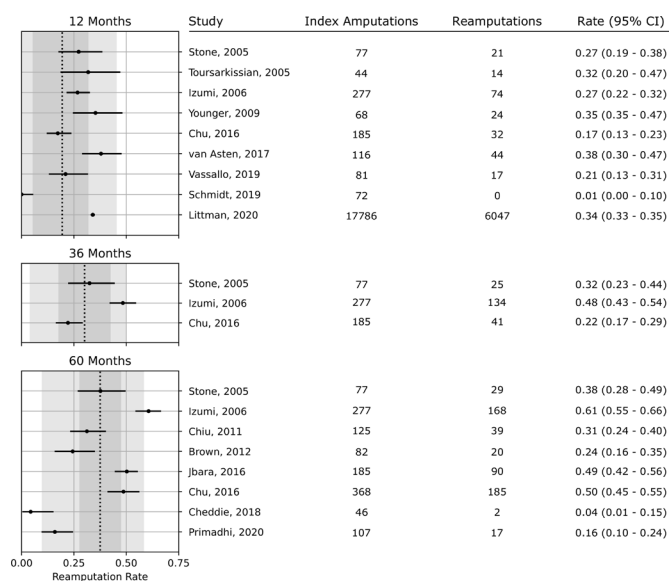 12 Months Study Index Amputations Reamputations Rate (95% CI)
Stone, 2005 77 21 0.27 (0.19 - 0.38)
Toursarkissian, 2005 44 14 0.32 (0.20 - 0.47)
Izumi, 2006 277 74 0.27 (0.22 - 0.32)
Younger, 2009 68 24 0.35 (0.35 - 0.47)
Chu, 2016 185 32 0.17 (0.13 - 0.23)
van Asten, 2017 116 44 0.38 (0.30 - 0.47)
Vassallo, 2019 81 17 0.21 (0.13 - 0.31)
Schmidt, 2019 72 0 0.01 (0.00 - 0.10)
Littman, 2020 17786 6047 0.34 (0.33 - 0.35)
36 Months
Stone, 2005 77 25 0.32 (0.23 - 0.44)
Izumi, 2006 277 134 0.48 (0.43 - 0.54)
Chu, 2016 185 41 0.22 (0.17 - 0.29)
60 Months
Stone, 2005 77 29 0.38 (0.28 - 0.49)
Izumi, 2006 277 168 0.61 (0.55 - 0.66)
Chiu, 2011 125 39 0.31 (0.24 - 0.40)
Brown, 2012 82 20 0.24 (0.16 - 0.35)
Jbara, 2016 185 90 0.49 (0.42 - 0.56)
Chu, 2016 368 185 0.50 (0.45 - 0.55)
Cheddie, 2018 46 2 0.04 (0.01 - 0.15)
Primadhi, 2020 107 17 0.16 (0.10 - 0.24)
0.00 0.25 0.50 0.75
Reamputation Rate